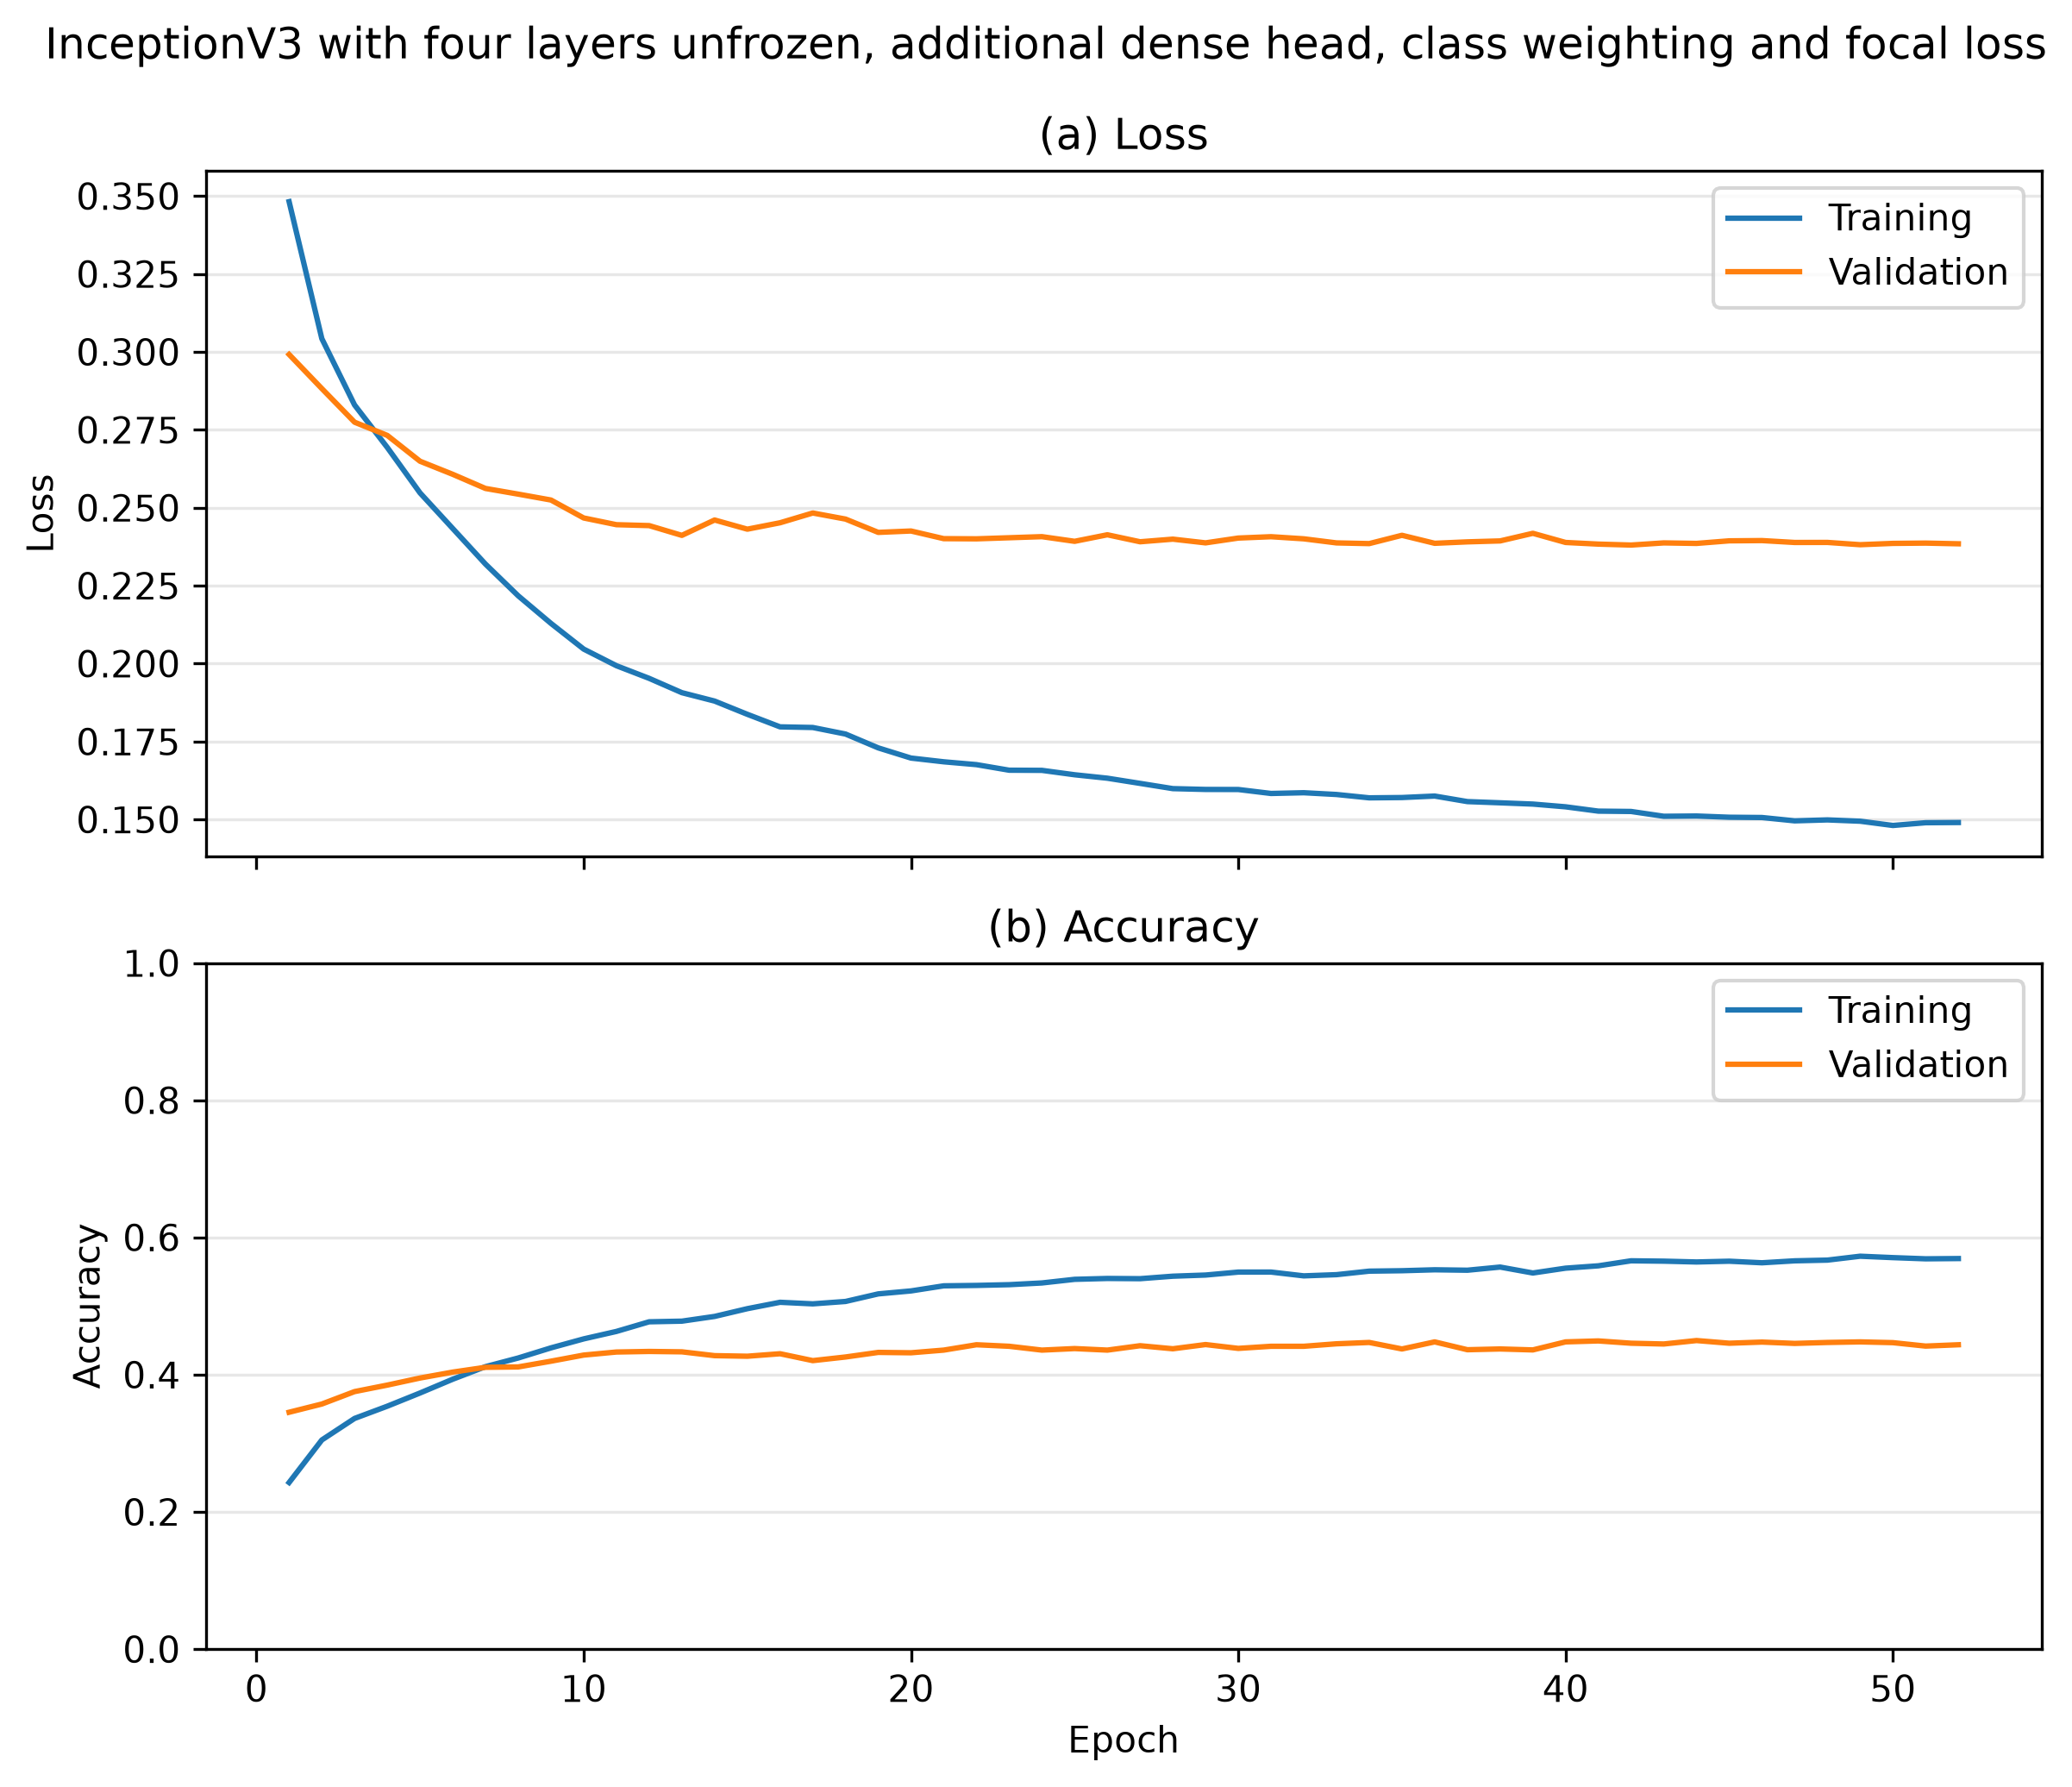 InceptionV3 with four layers unfrozen, additional dense head, class weighting and focal loss
(a) Loss
0.350
0.325
0.300
0.275
0.250
0.225
0.200
0.175
0.150
Loss
Training
Validation
(b) Accuracy
1.0
0.8
0.6
0.4
0.2
0.0
Accuracy
Training
Validation
0 10 20 30 40 50
Epoch